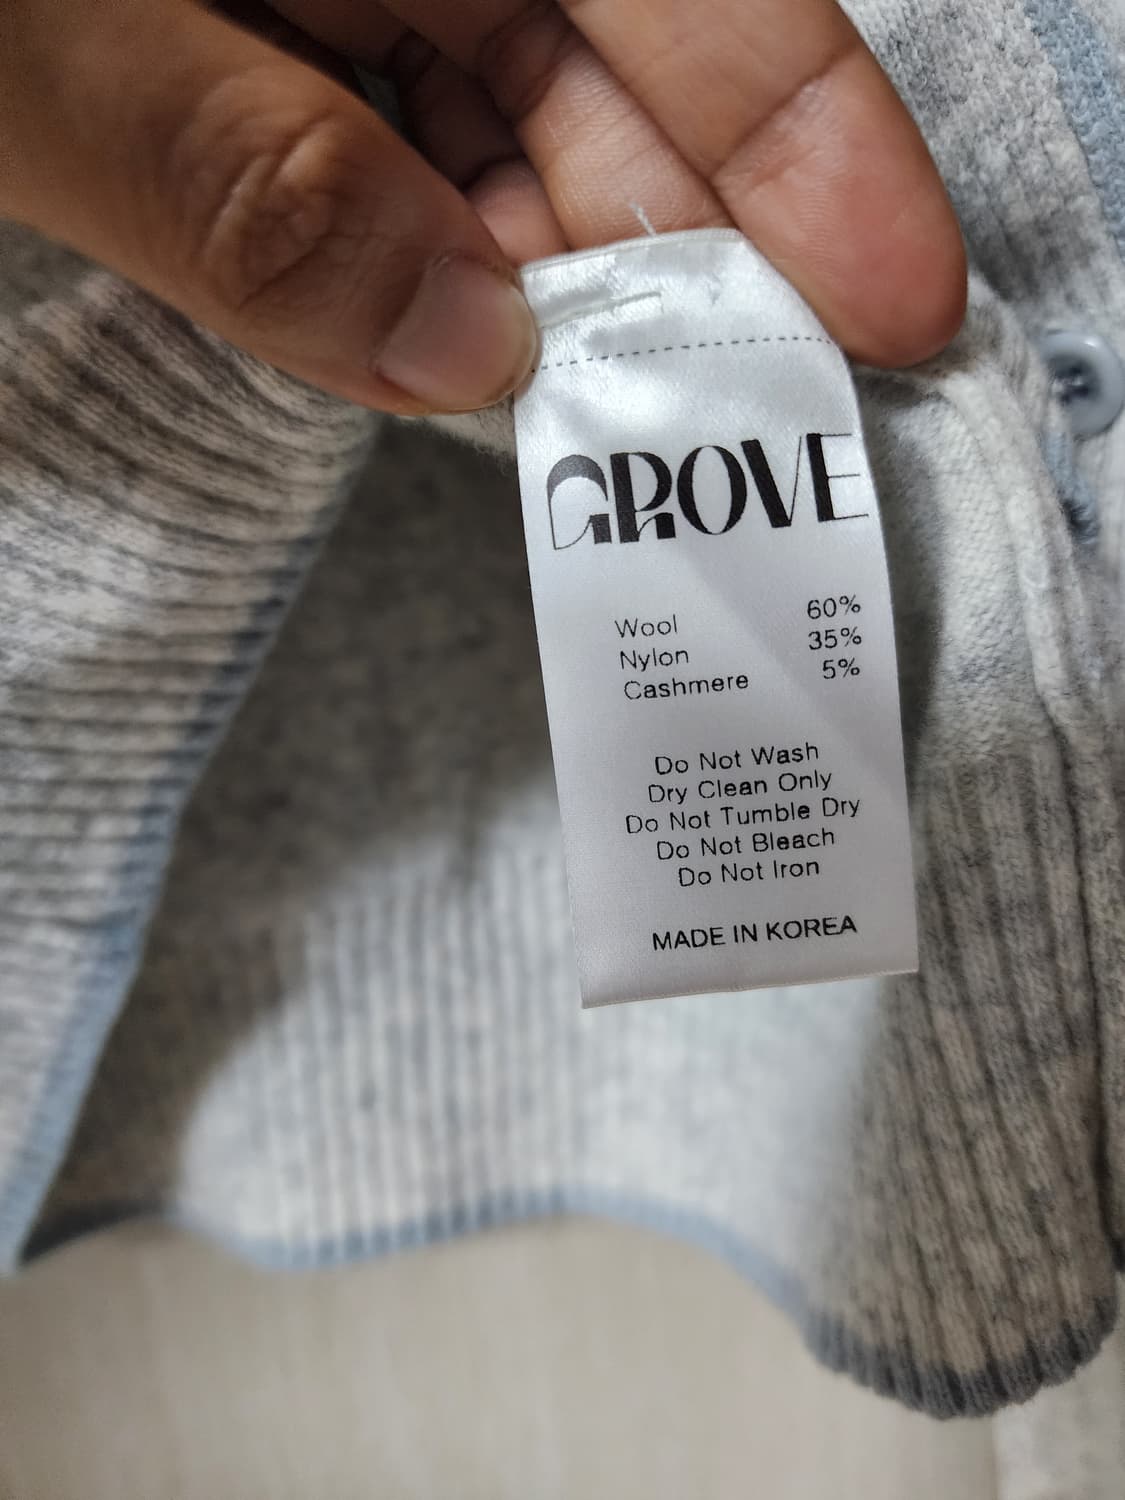 GROVE
Wool 60%
Nylon 35%
Cashmere 5%
Do Not Wash
Dry Clean Only
Do Not Tumble Dry
Do Not Bleach
Do Not Iron
MADE IN KOREA